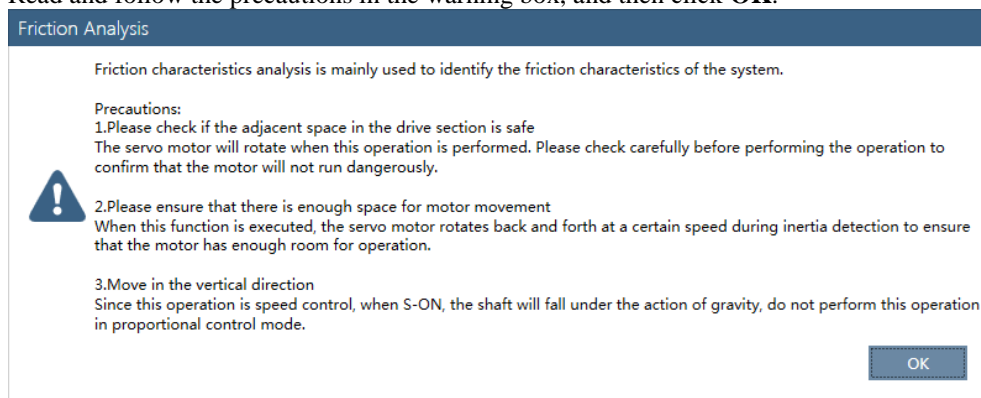 Read and follow the precautions in the warning box, and then click OK.
Friction Analysis
Friction characteristics analysis is mainly used to identify the friction characteristics of the system.
Precautions:
1.Please check if the adjacent space in the drive section is safe
The servo motor will rotate when this operation is performed. Please check carefully before performing the operation to
confirm that the motor will not run dangerously.
2.Please ensure that there is enough space for motor movement
When this function is executed, the servo motor rotates back and forth at a certain speed during inertia detection to ensure
that the motor has enough room for operation.
3.Move in the vertical direction
Since this operation is speed control, when S-ON, the shaft will fall under the action of gravity, do not perform this operation
in proportional control mode.
OK